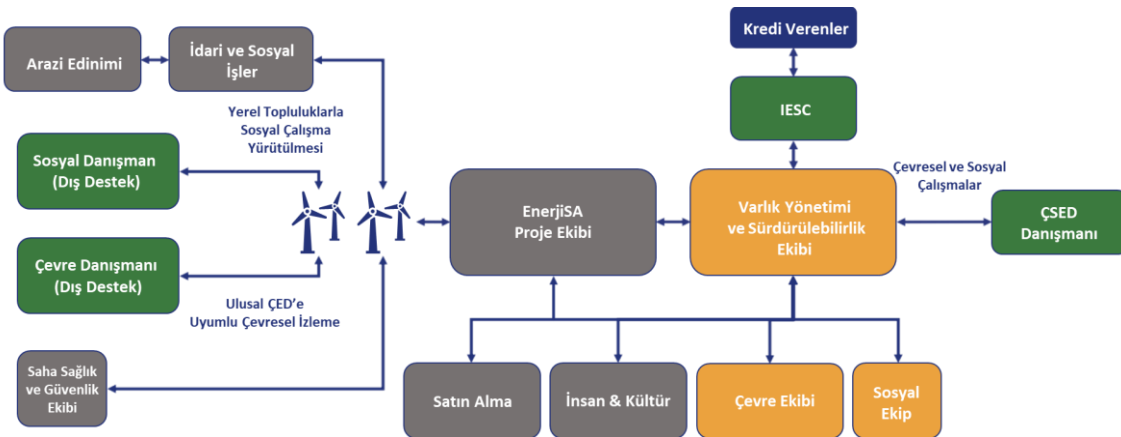 Kredi Verenler
Arazi Edinimi
İdari ve Sosyal
İşler
IESC
Yerel Topluluklarla
Sosyal Çalışma
Yürütülmesi
Sosyal Danışman
(Dış Destek)
Çevresel ve Sosyal
Çalışmalar
EnerjiSA
Proje Ekibi
Varlık Yönetimi
ve Sürdürülebilirlik
Ekibi
ÇSED
Danışmanı
Çevre Danışmanı
(Dış Destek)
Ulusal ÇED’e
Uyumlu Çevresel İzleme
Saha Sağlık
ve Güvenlik
Ekibi
Satın Alma
İnsan & Kültür
Çevre Ekibi
Sosyal
Ekip